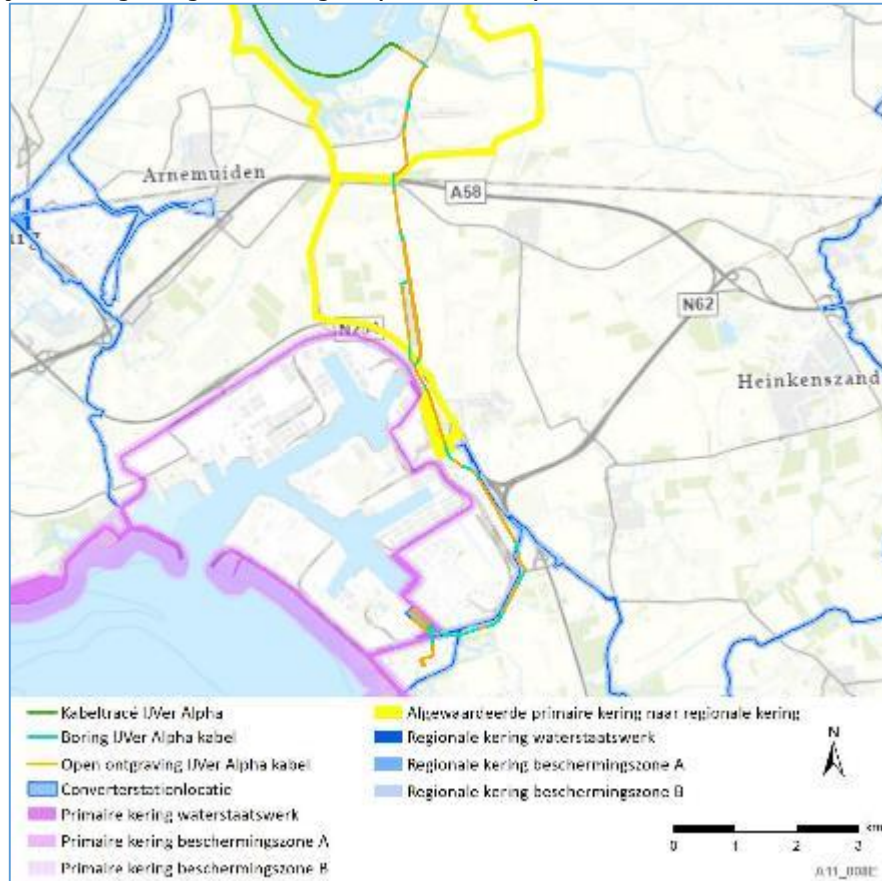 Arnemuiden
A58
N62
Heinkenszand
Kabeltracé IJVer Alpha
Boring IJVer Alpha kabel
Open ontgraving IJVer Alpha kabel
Converterstationlocatie
Primaire kering waterstaatswerk
Primaire kering beschermingszone A
Primaire kering beschermingszone B
Afgewaardeerde primaire kering naar regionale kering
Regionale kering waterstaatswerk
Regionale kering beschermingszone A
Regionale kering beschermingszone B
N
km
0 1 2 3